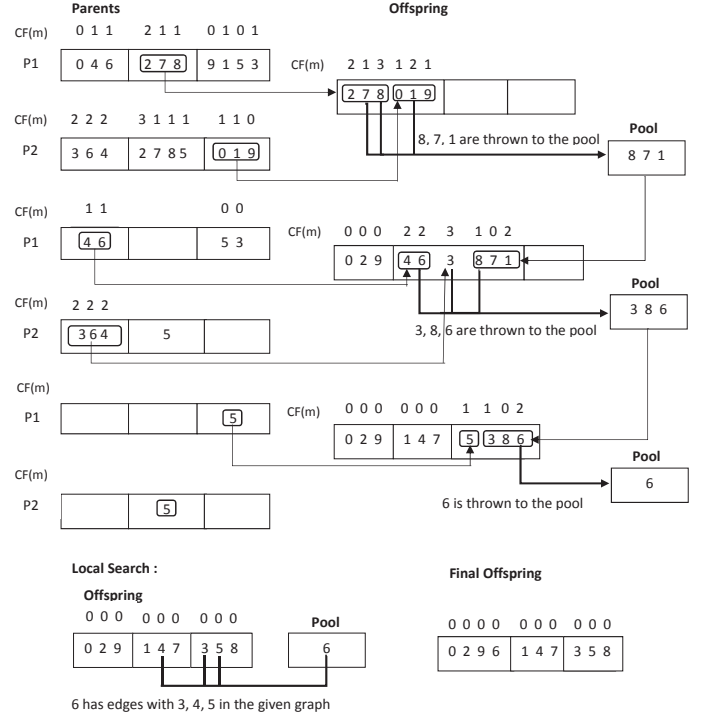 Parents
Offspring
CF(m) 0 1 1 2 1 1 0 1 0 1
P1 0 4 6 2 7 8 9 1 5 3
CF(m) 2 1 3 1 2 1
2 7 8 0 1 9
CF(m) 2 2 2 3 1 1 1 1 1 0
P2 3 6 4 2 7 8 5 0 1 9
8, 7, 1 are thrown to the pool
Pool
8 7 1
CF(m) 1 1 0 0
P1 4 6 5 3
CF(m) 0 0 0 2 2 3 1 0 2
0 2 9 4 6 3 8 7 1
CF(m) 2 2 2
P2 3 6 4 5
3, 8, 6 are thrown to the pool
Pool
3 8 6
CF(m)
P1 5
CF(m) 0 0 0 0 0 0 1 1 0 2
0 2 9 1 4 7 5 3 8 6
CF(m)
P2 5
6 is thrown to the pool
Pool
6
Local Search :
Offspring
0 0 0 0 0 0 0 0 0
0 2 9 1 4 7 3 5 8
Pool
6
6 has edges with 3, 4, 5 in the given graph
Final Offspring
0 0 0 0 0 0 0 0 0 0
0 2 9 6 1 4 7 3 5 8